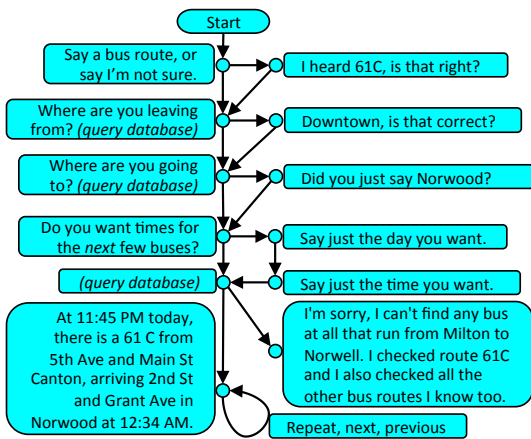 Start
Say a bus route, or
say I'm not sure.
I heard 61C, is that right?
Where are you leaving
from? (query database)
Downtown, is that correct?
Where are you going
to? (query database)
Did you just say Norwood?
Do you want times for
the next few buses?
Say just the day you want.
(query database)
Say just the time you want.
At 11:45 PM today,
there is a 61 C from
5th Ave and Main St
Canton, arriving 2nd St
and Grant Ave in
Norwood at 12:34 AM.
I'm sorry, I can't find any bus
at all that run from Milton to
Norwell. I checked route 61C
and I also checked all the
other bus routes I know too.
Repeat, next, previous